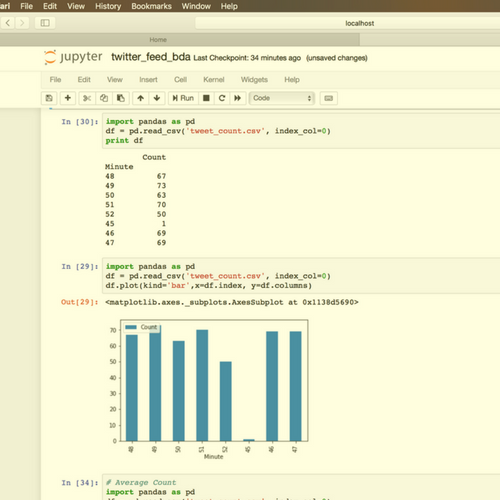 ari File Edit View History Bookmarks Window Help
localhost
Home
jupyter twitter_feed_bda Last Checkpoint: 34 minutes ago (unsaved changes)
File Edit View Insert Cell Kernel Widgets Help
Run Code
In [30]: import pandas as pd
df = pd.read_csv('tweet_count.csv', index_col=0)
print df
Count
Minute
48 67
49 73
50 63
51 70
52 50
45 1
46 69
47 69
In [29]: import pandas as pd
df = pd.read_csv('tweet_count.csv', index_col=0)
df.plot(kind='bar',x=df.index, y=df.columns)
Out[29]: <matplotlib.axes._subplots.AxesSubplot at 0x1138d5690>
Count
70
60
50
40
30
20
10
0
48 49 50 51 52 45 46 47
Minute
In [34]: # Average Count
import pandas as pd